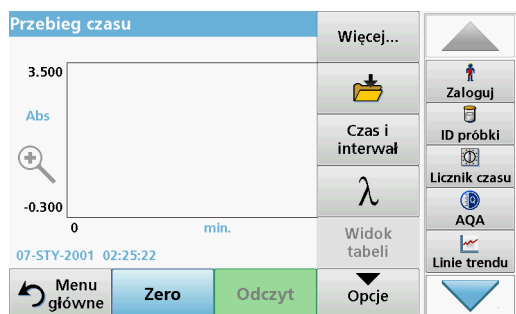 Przebieg czasu
3.500
Abs
-0.300
0
min.
07-STY-2001 02:25:22
Menu
główne
Zero
Odczyt
Więcej...
Czas i
interwał
λ
Widok
tabeli
Opcje
Zaloguj
ID próbki
Licznik czasu
AQA
Linie trendu